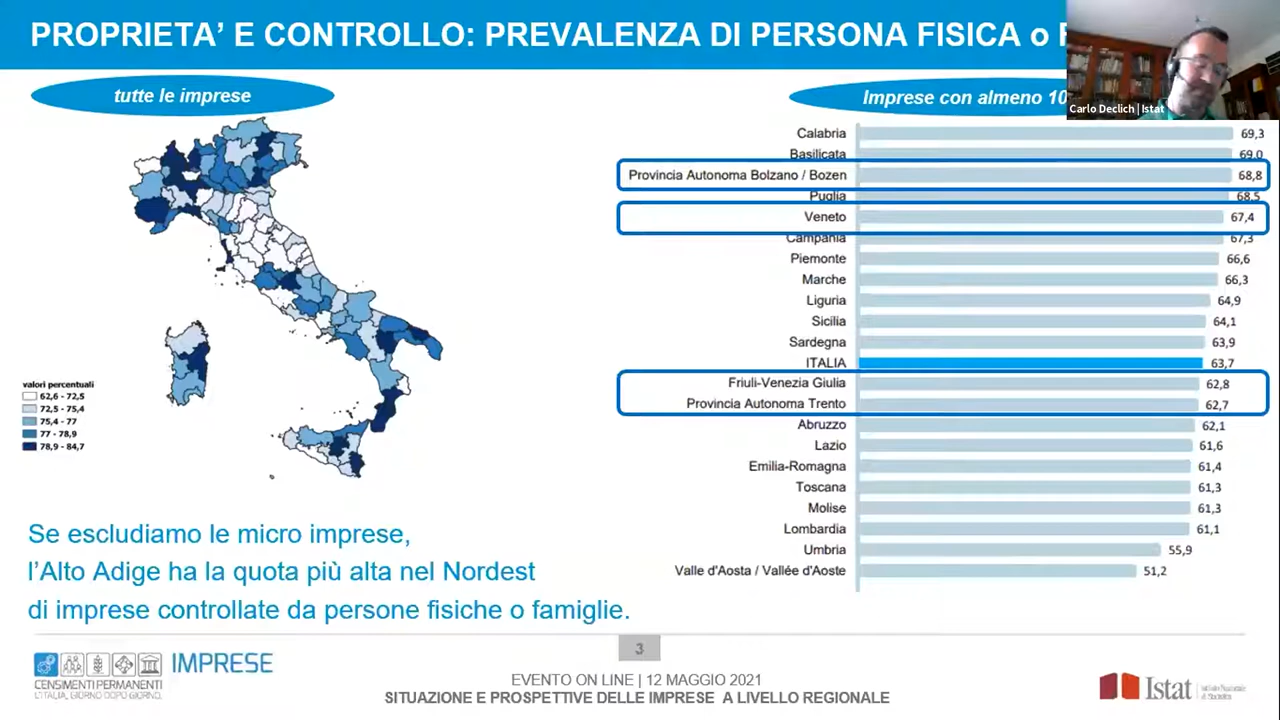 PROPRIETA’ E CONTROLLO: PREVALENZA DI PERSONA FISICA o
Carlo Declich | Istat
tutte le imprese
Imprese con almeno 10
Calabria 69,3
Basilicata 69,0
Provincia Autonoma Bolzano / Bozen 68,8
Puglia 68,5
Veneto 67,4
Campania 67,3
Piemonte 66,6
Marche 66,3
Liguria 64,9
Sicilia 64,1
Sardegna 63,9
ITALIA 63,7
Friuli-Venezia Giulia 62,8
Provincia Autonoma Trento 62,7
Abruzzo 62,1
Lazio 61,6
Emilia-Romagna 61,4
Toscana 61,3
Molise 61,3
Lombardia 61,1
Umbria 55,9
Valle d'Aosta / Vallée d'Aoste 51,2
valori percentuali
62,6 - 72,5
72,5 - 75,4
75,4 - 77
77 - 78,9
78,9 - 84,7
Se escludiamo le micro imprese,
l’Alto Adige ha la quota più alta nel Nordest
di imprese controllate da persone fisiche o famiglie.
3
IMPRESE
CENSIMENTI PERMANENTI
L'ITALIA, GIORNO DOPO GIORNO.
EVENTO ON LINE | 12 MAGGIO 2021
SITUAZIONE E PROSPETTIVE DELLE IMPRESE A LIVELLO REGIONALE
Istat